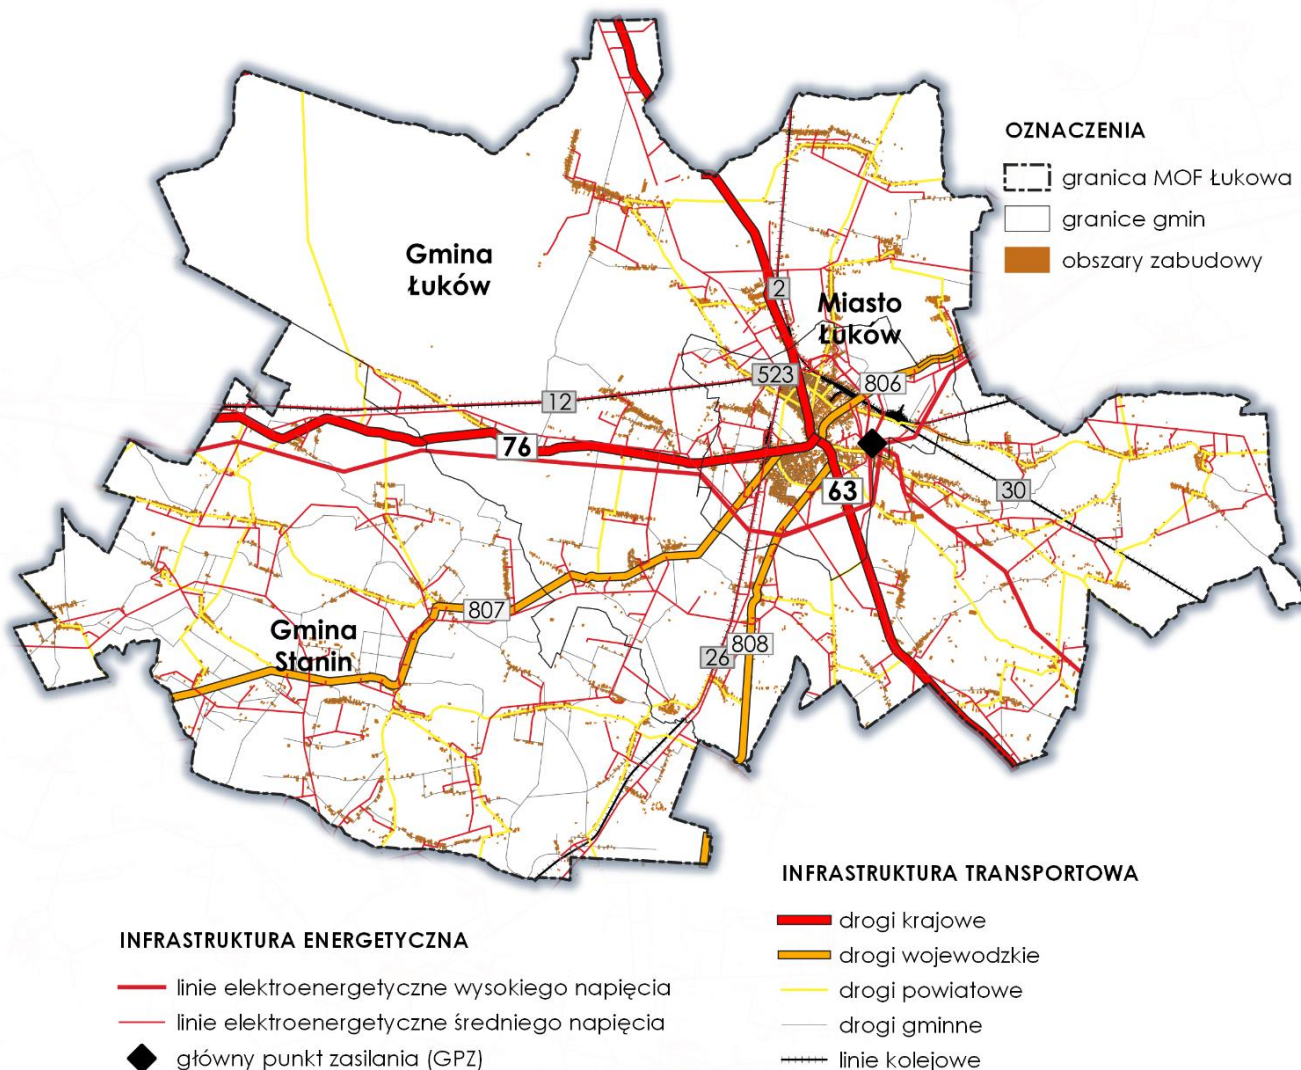 OZNACZENIA
granica MOF Łukowa
granice gmin
obszary zabudowy
Gmina
Łuków
2
Miasto
Łuków
523
806
12
76
63
30
807
Gmina
Stanin
26
808
INFRASTRUKTURA TRANSPORTOWA
drogi krajowe
drogi wojewodzkie
drogi powiatowe
drogi gminne
linie kolejowe
INFRASTRUKTURA ENERGETYCZNA
linie elektroenergetyczne wysokiego napięcia
linie elektroenergetyczne średniego napięcia
główny punkt zasilania (GPZ)